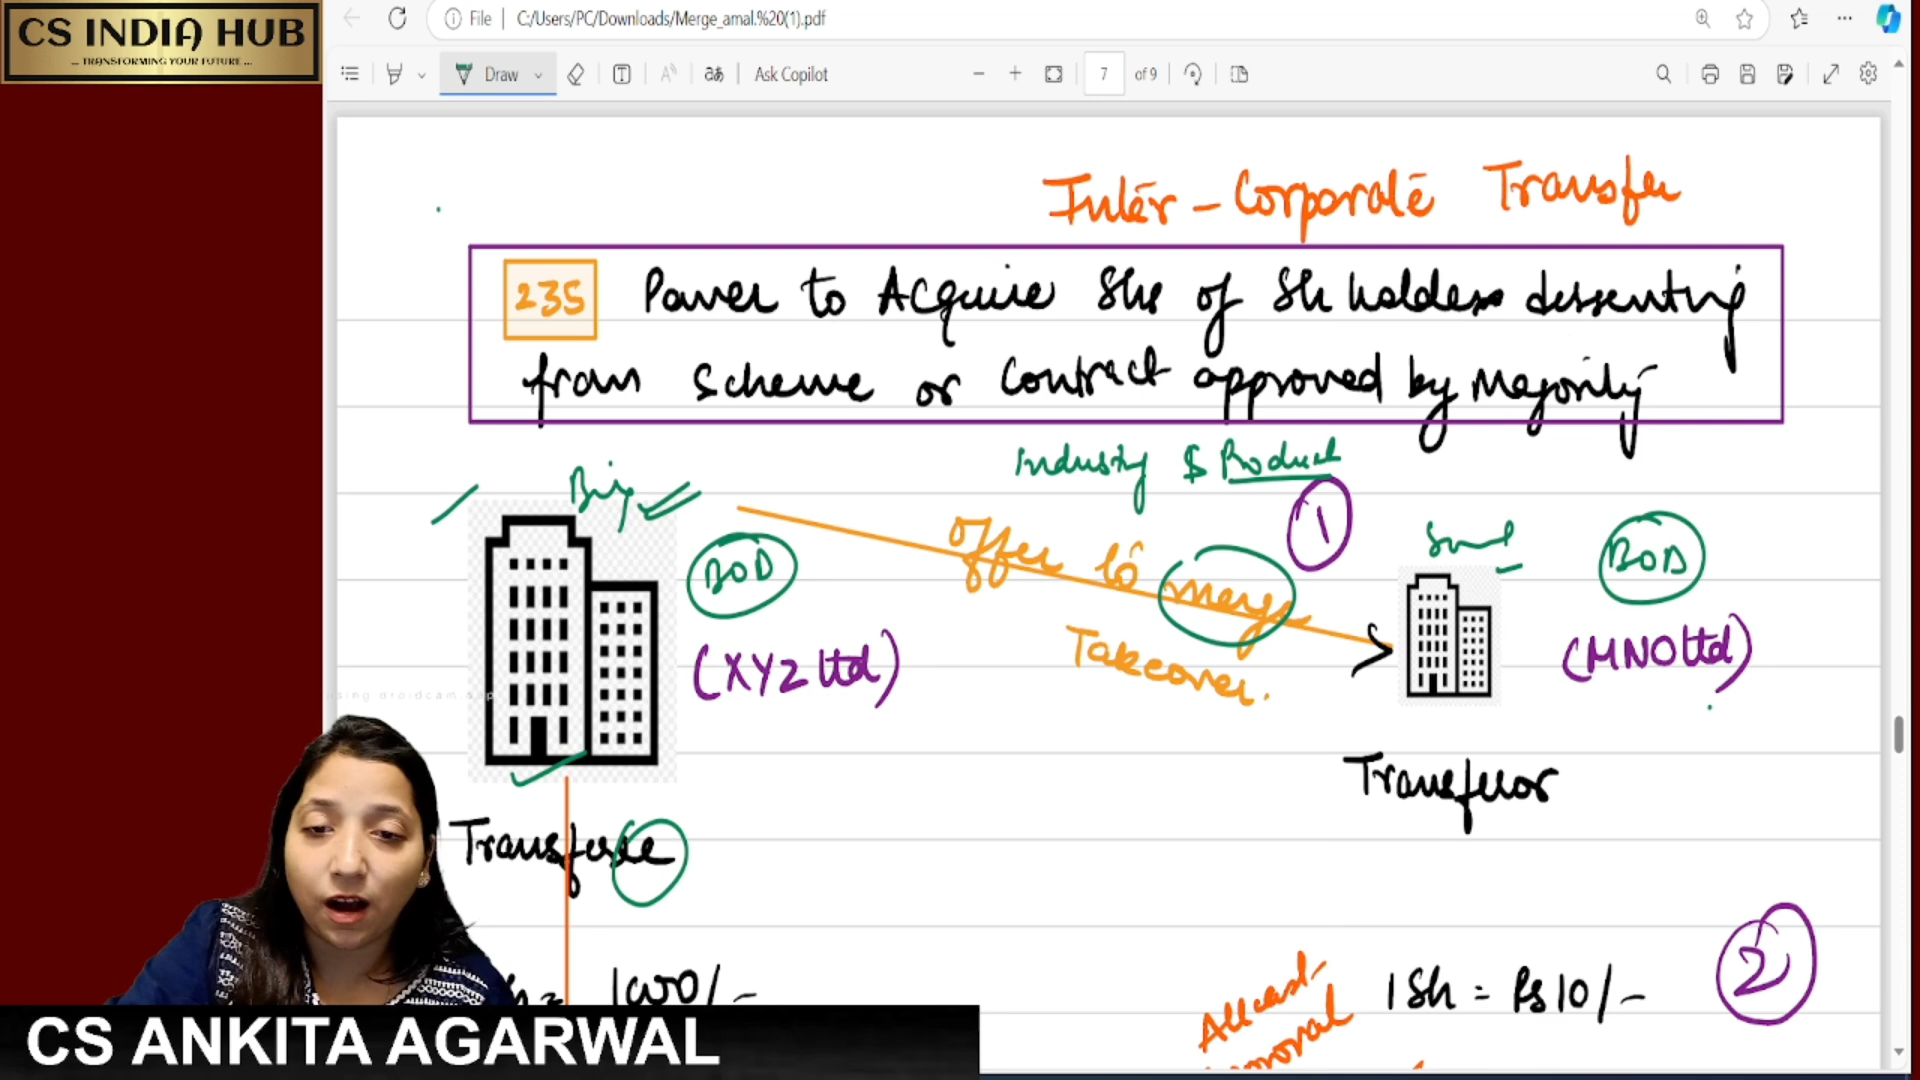 CS INDIA HUB
... TRANSFORMING YOUR FUTURE ...
File C:/Users/PC/Downloads/Merge_amal.%20(1).pdf
Draw Ask Copilot 7 of 9
Inter-Corporate Transfer
235 Power to Acquire Shs of Shholders dissenting
from Scheme or Contract approved by Majority
Industry $ Product
Big
Offer to merge
Takeover.
1
Small
BOD
BOD
(XYZ ltd)
(MNO ltd)
Transferor
Transferee
2
1000/-
1 Sh = Rs 10/-
Atleast
CS ANKITA AGARWAL